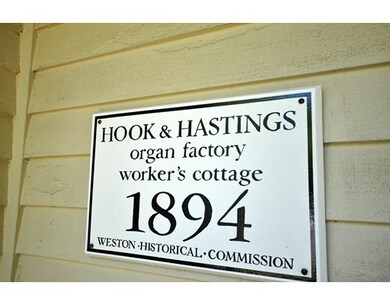 HOOK & HASTINGS
organ factory
worker's cottage
1894
WESTON · HISTORICAL · COMMISSION